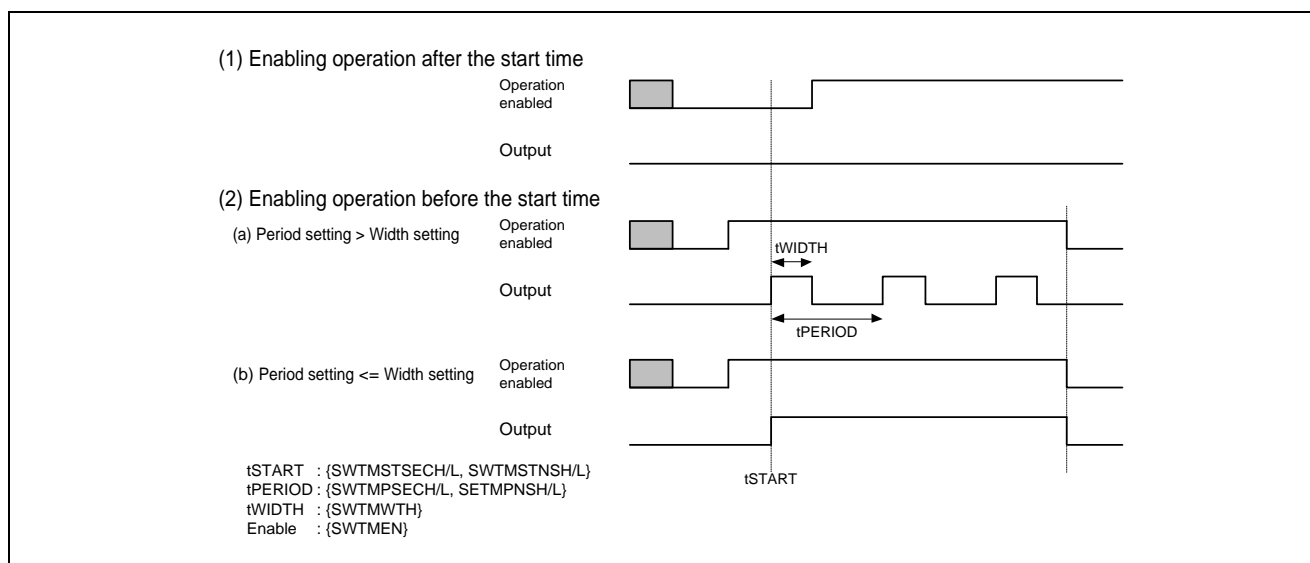 (1) Enabling operation after the start time
Operation
enabled
Output
(2) Enabling operation before the start time
(a) Period setting > Width setting
Operation
enabled
tWIDTH
Output
tPERIOD
(b) Period setting <= Width setting
Operation
enabled
Output
tSTART
tSTART : {SWTMSTSECH/L, SWTMSTNSH/L}
tPERIOD : {SWTMPSECH/L, SETMPNSH/L}
tWIDTH : {SWTMWTH}
Enable : {SWTMEN}